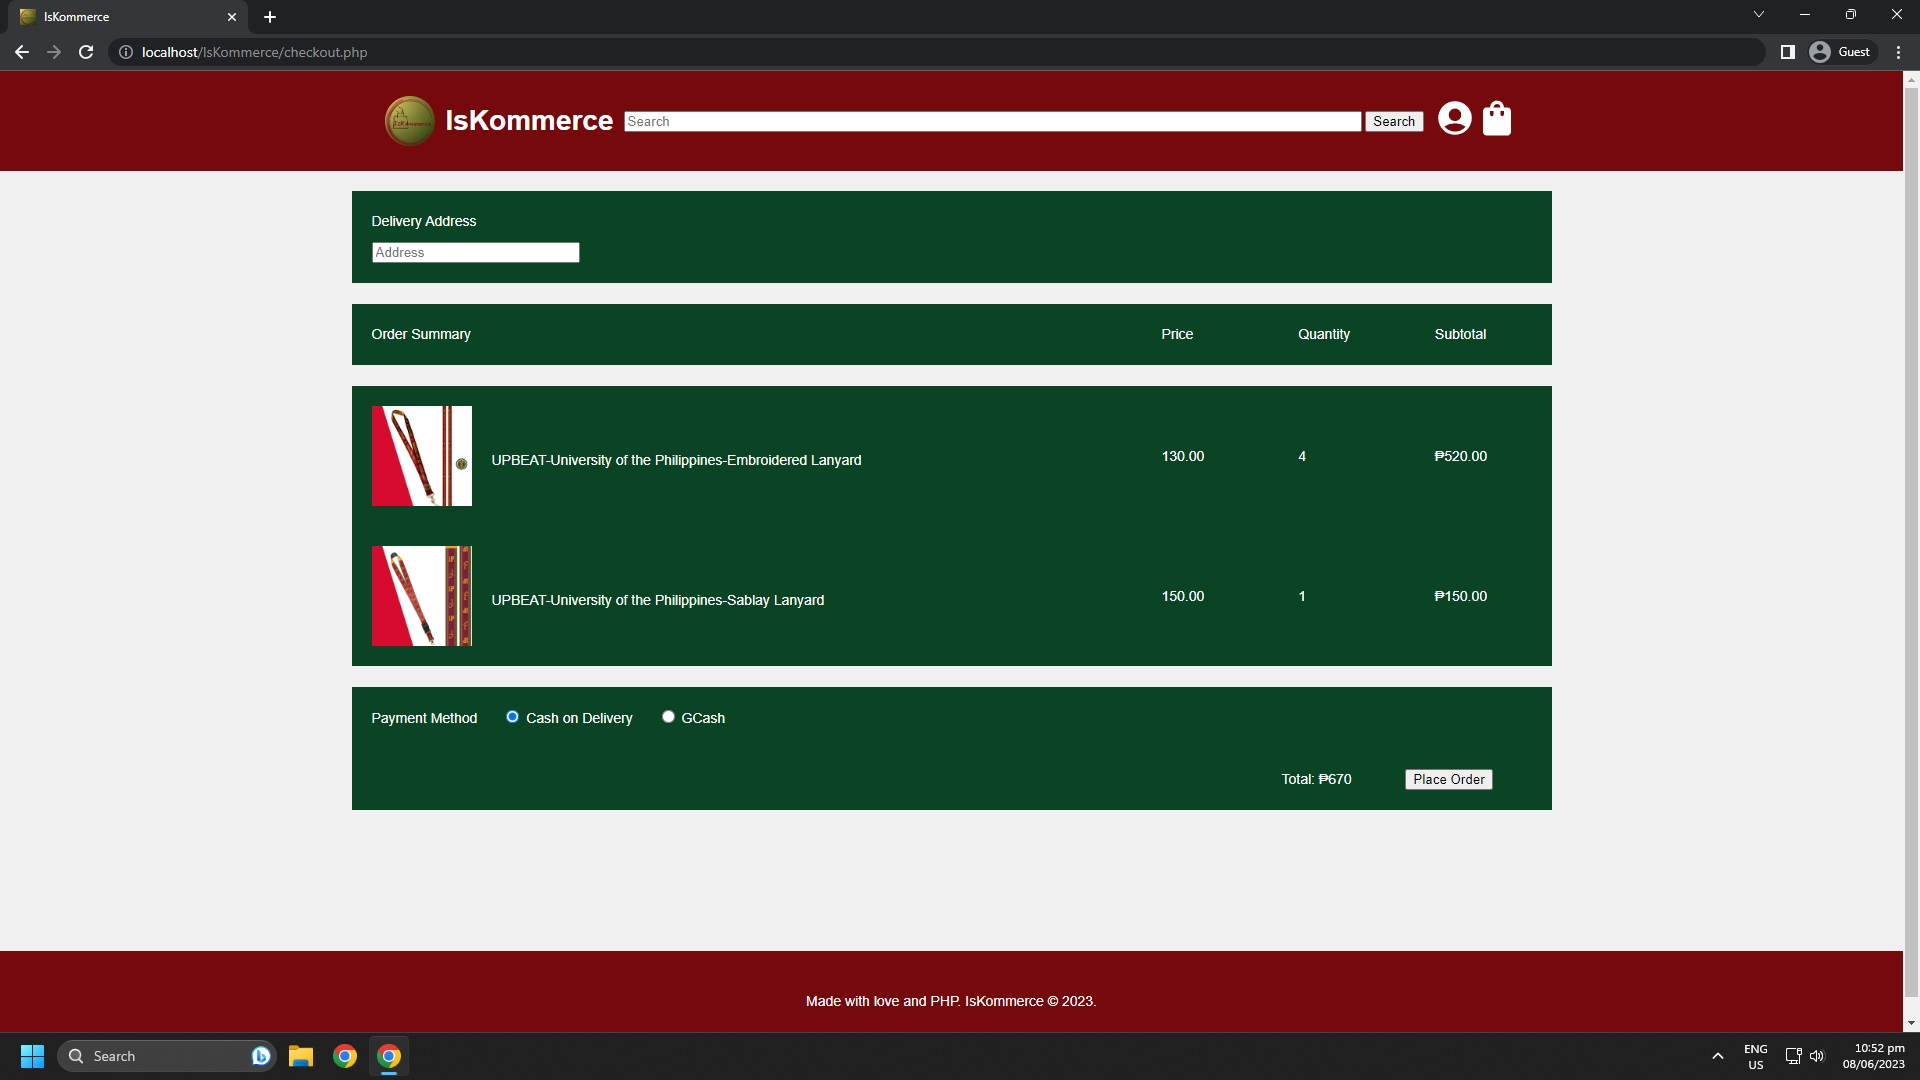 IsKommerce
localhost/IsKommerce/checkout.php
Guest
IsKommerce
Search
Search
Delivery Address
Address
Order Summary
Price
Quantity
Subtotal
UPBEAT-University of the Philippines-Embroidered Lanyard
130.00
4
₱520.00
UPBEAT-University of the Philippines-Sablay Lanyard
150.00
1
₱150.00
Payment Method
Cash on Delivery
GCash
Total: ₱670
Place Order
Made with love and PHP. IsKommerce © 2023.
Search
ENG
US
10:52 pm
08/06/2023